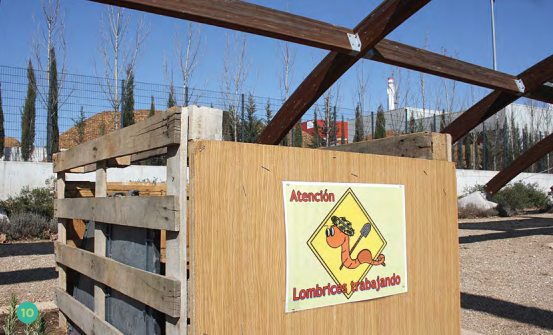 Atención
Lombrices trabajando
10